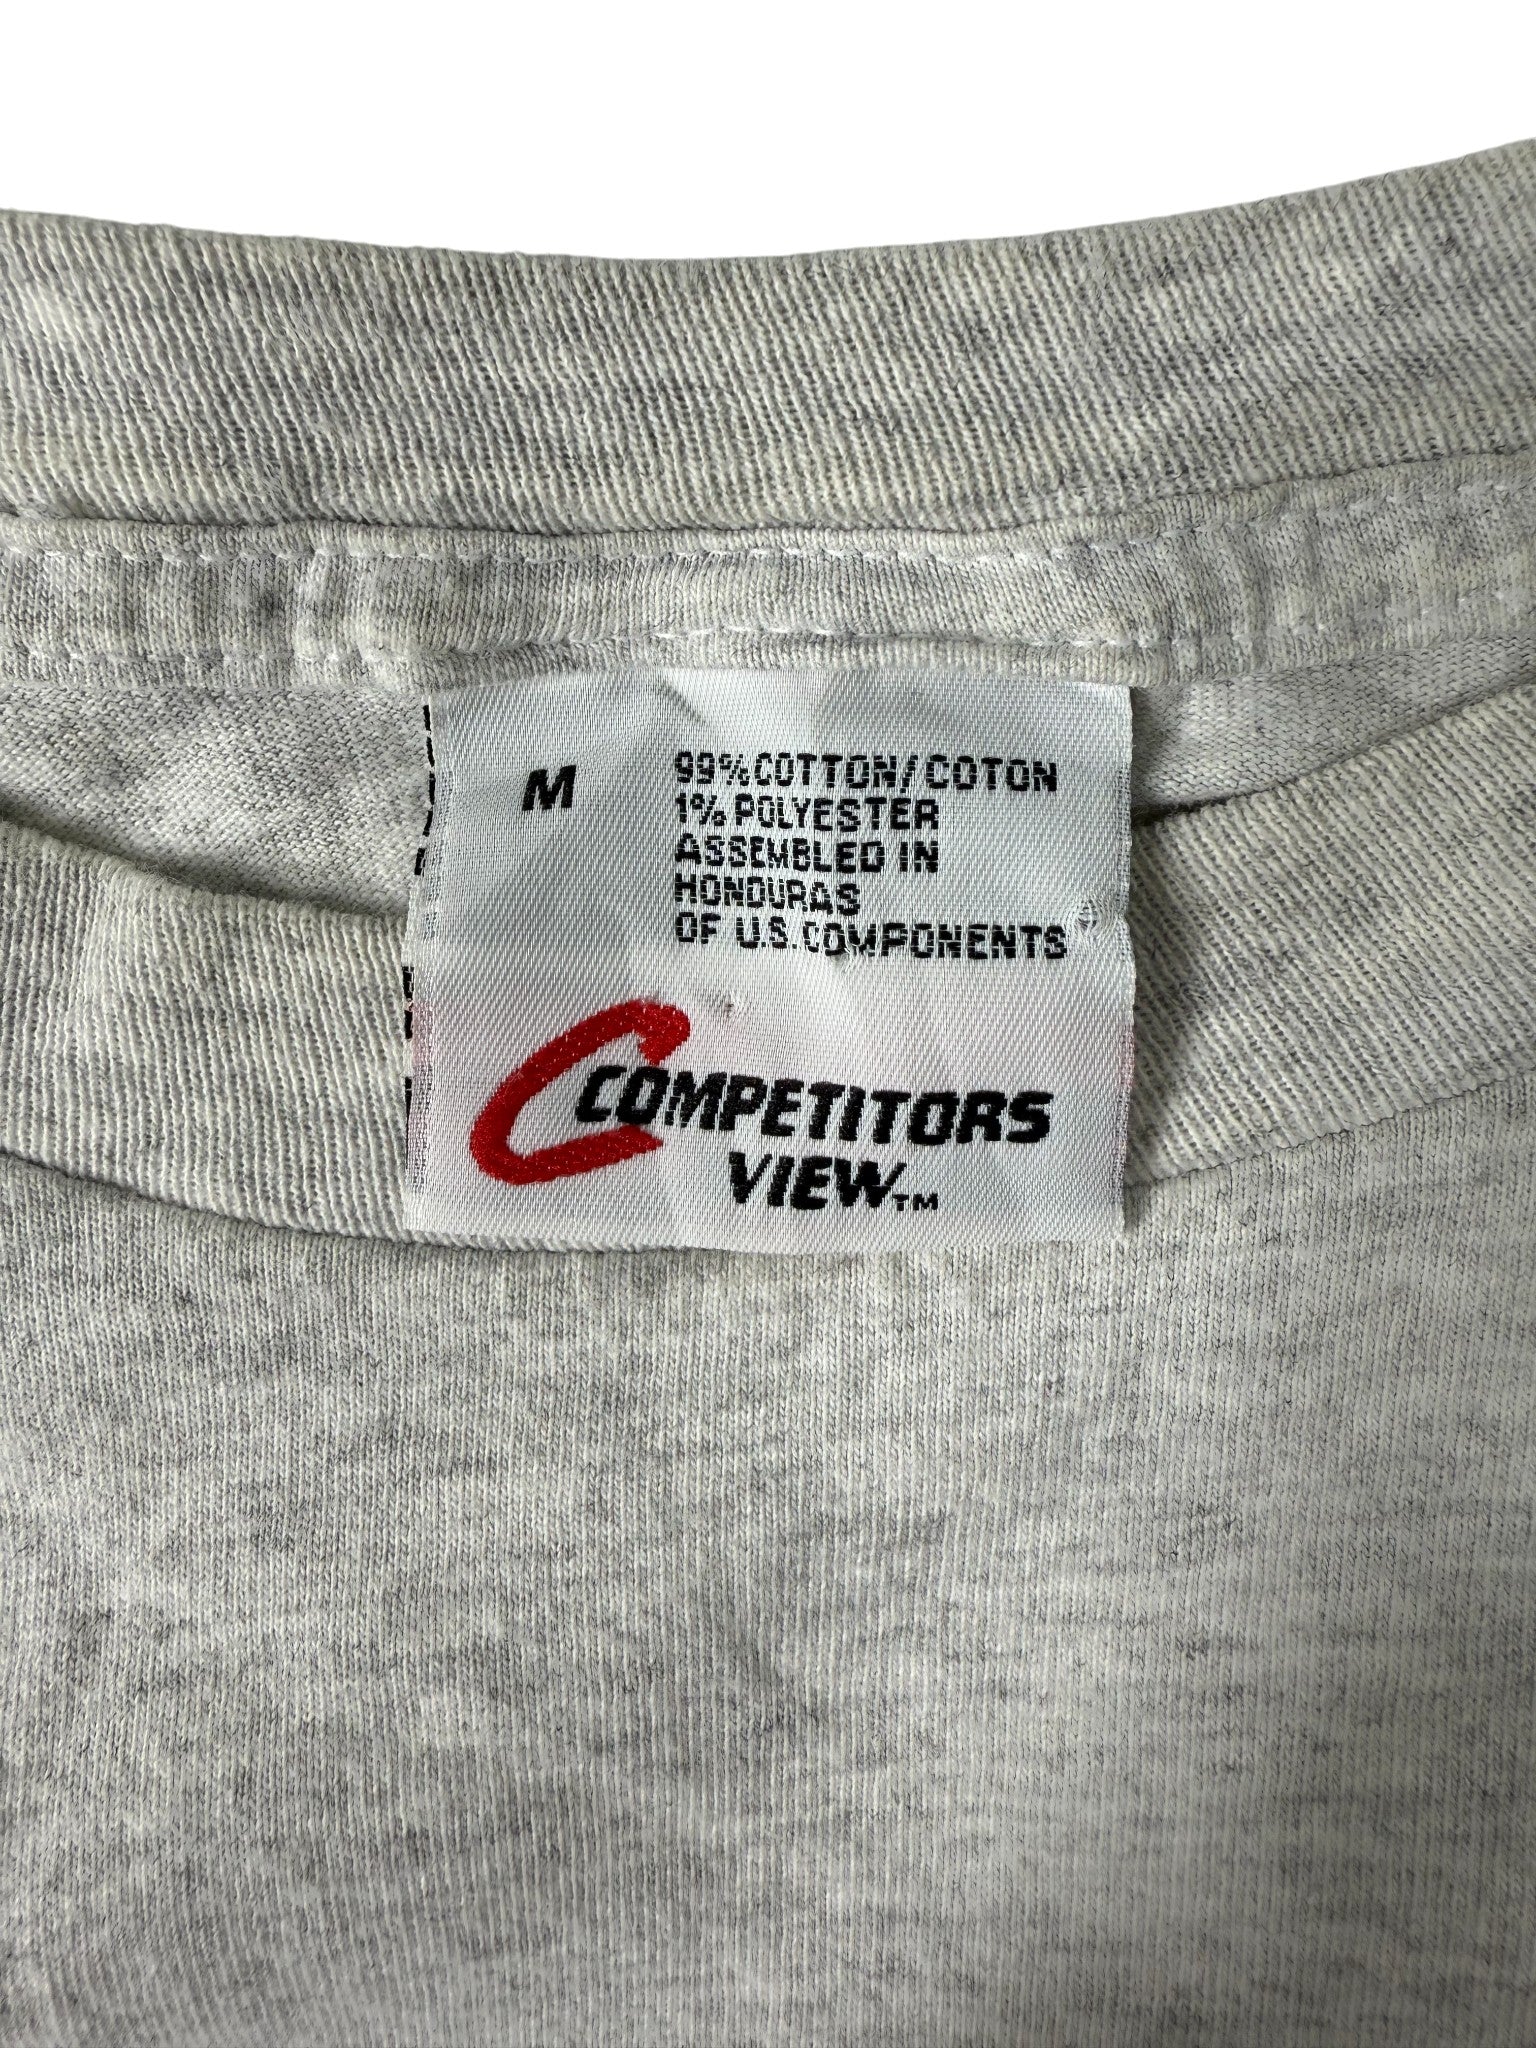 M
99% COTTON/COTON
1% POLYESTER
ASSEMBLED IN
HONDURAS
OF U.S. COMPONENTS
COMPETITORS
VIEW™